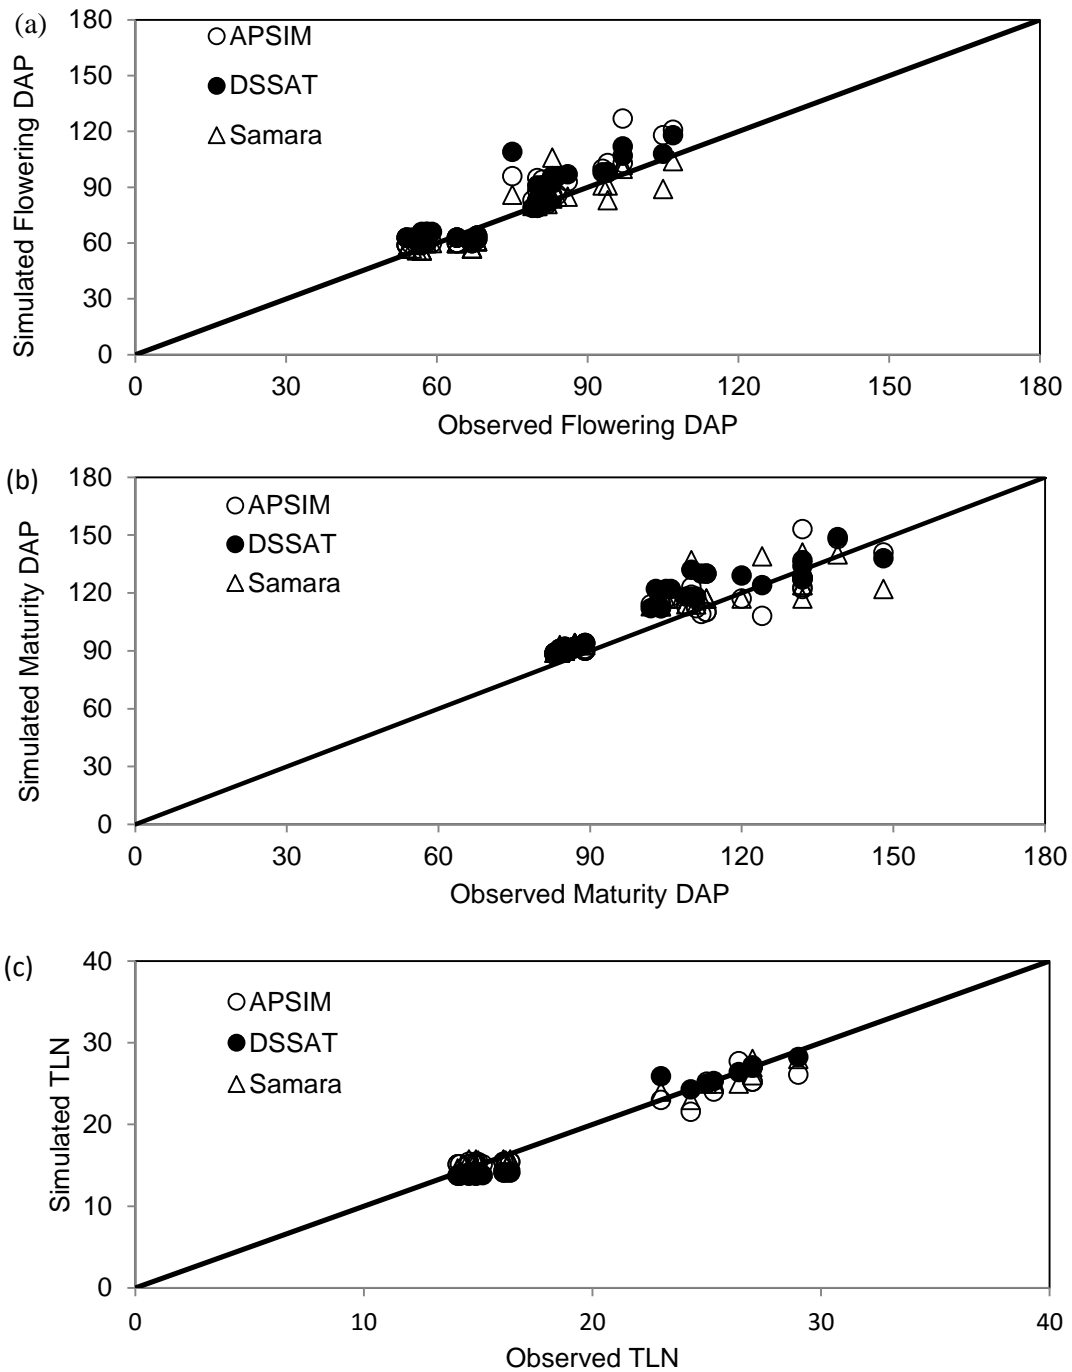 (a)
180
150
120
90
60
30
0
Simulated Flowering DAP
APSIM
DSSAT
Samara
0 30 60 90 120 150 180
Observed Flowering DAP
(b)
180
150
120
90
60
30
0
Simulated Maturity DAP
APSIM
DSSAT
Samara
0 30 60 90 120 150 180
Observed Maturity DAP
(c)
40
30
20
10
0
Simulated TLN
APSIM
DSSAT
Samara
0 10 20 30 40
Observed TLN